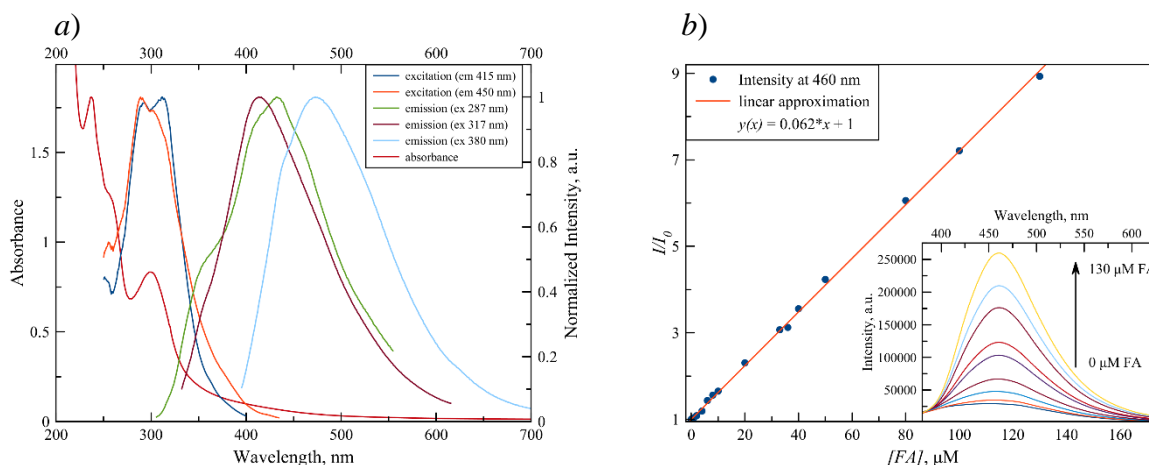 a)
200 300 400 500 600 700
excitation (em 415 nm)
excitation (em 450 nm)
emission (ex 287 nm)
emission (ex 317 nm)
emission (ex 380 nm)
absorbance
Absorbance
0 0.5 1 1.5
Normalized Intensity, a.u.
0 0.2 0.4 0.6 0.8 1
200 300 400 500 600 700
Wavelength, nm
b)
Intensity at 460 nm
linear approximation
y(x) = 0.062*x + 1
I/I0
1 3 5 7 9
Wavelength, nm
400 450 500 550 600
Intensity, a.u.
50000 100000 150000 200000 250000
130 μM FA
0 μM FA
0 20 40 60 80 100 120 140 160
[FA], μM